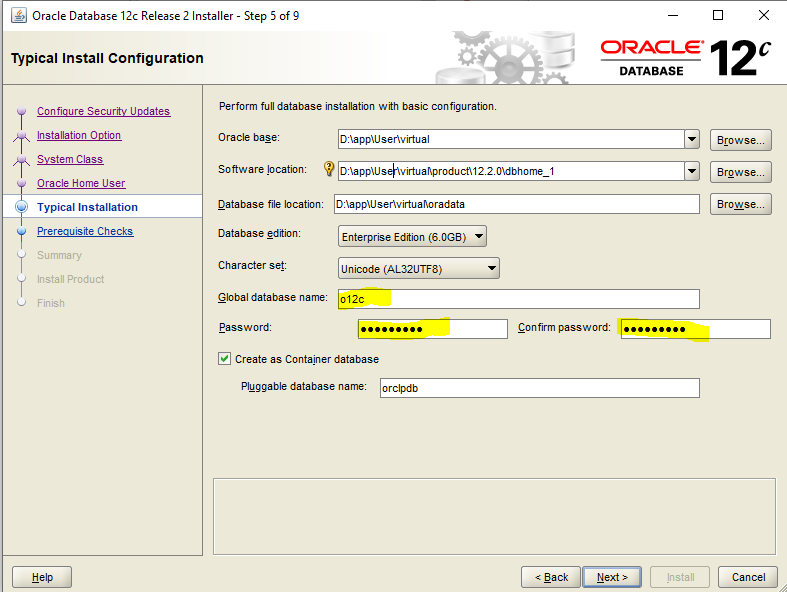 Oracle Database 12c Release 2 Installer - Step 5 of 9
Typical Install Configuration
ORACLE
DATABASE
12c
Configure Security Updates
Installation Option
System Class
Oracle Home User
Typical Installation
Prerequisite Checks
Summary
Install Product
Finish
Perform full database installation with basic configuration.
Oracle base: D:\app\User\virtual Browse...
Software location: D:\app\User\virtual\product\12.2.0\dbhome_1 Browse...
Database file location: D:\app\User\virtual\oradata Browse...
Database edition: Enterprise Edition (6.0GB)
Character set: Unicode (AL32UTF8)
Global database name: o12c
Password: ●●●●●●●●● Confirm password: ●●●●●●●●●
Create as Container database
Pluggable database name: orclpdb
Help < Back Next > Install Cancel